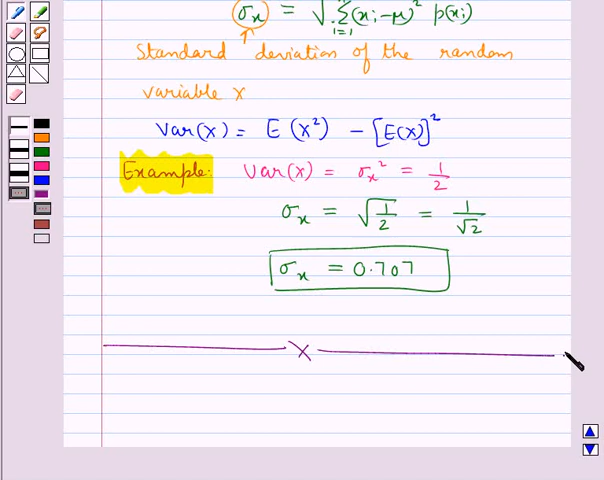 σx = √Σ i=1 (xi-μ)² p(xi)
Standard deviation of the random
variable x
Var(x) = E (x²) - [E(x)]²
Example: Var(x) = σx² = 1/2
σx = √1/2 = 1/√2
σx = 0.707